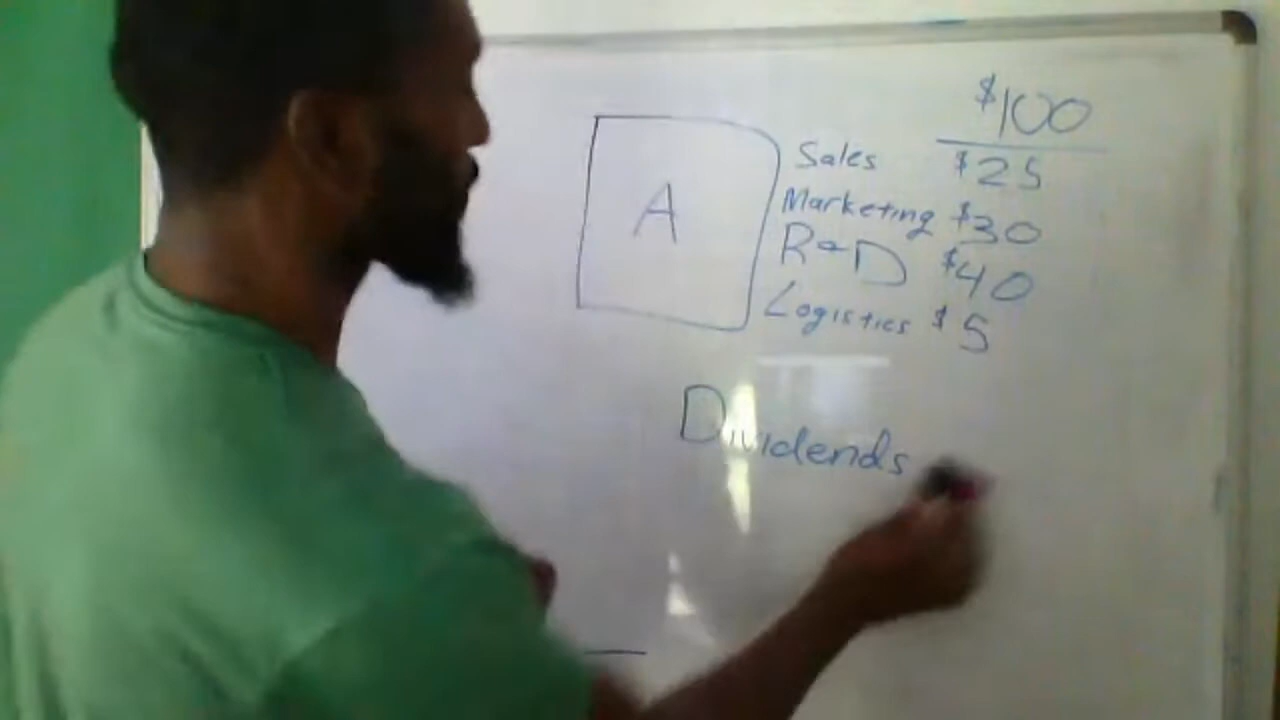 $100
A
Sales $25
Marketing $30
R&D $40
Logistics $5
Dividends